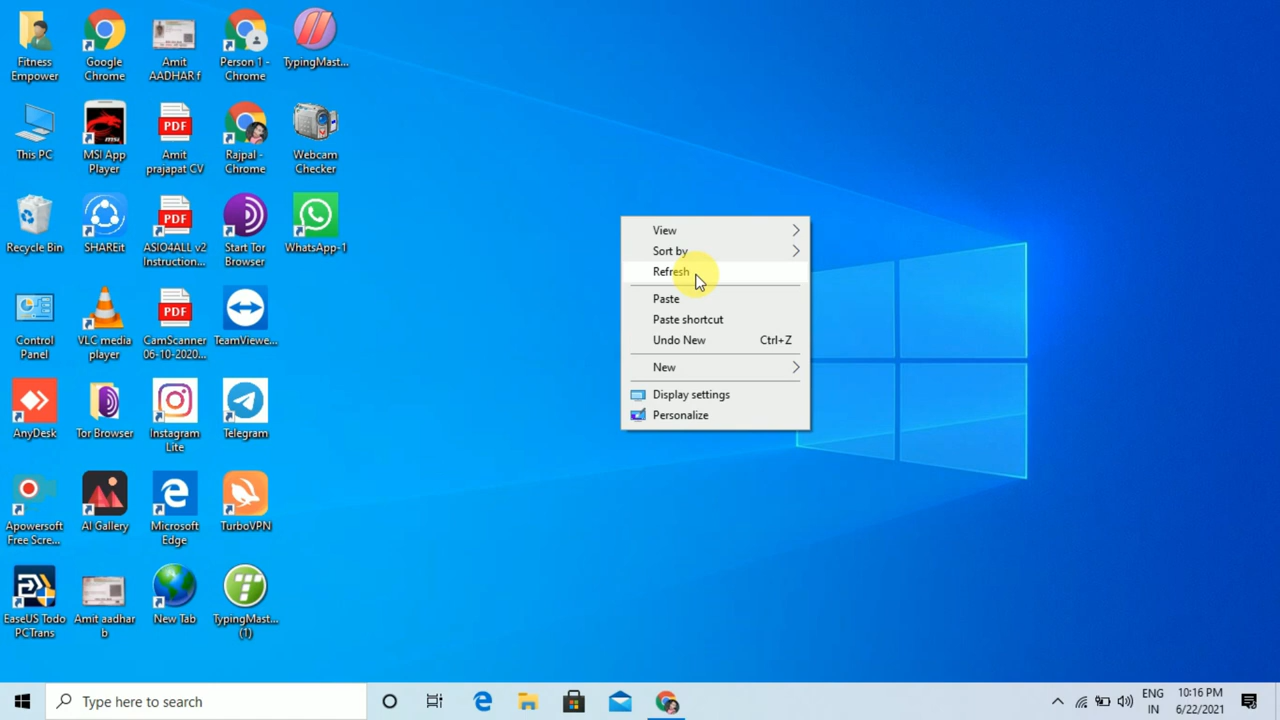 Fitness
Empower
Google
Chrome
Amit
AADHAR f
Person 1 -
Chrome
TypingMast...
This PC
MSI App
Player
PDF
Amit
prajapat CV
Rajpal -
Chrome
Webcam
Checker
Recycle Bin
SHAREit
PDF
ASIO4ALL v2
Instruction...
Start Tor
Browser
WhatsApp-1
Control
Panel
VLC media
player
PDF
CamScanner
06-10-2020...
TeamViewe...
AnyDesk
Tor Browser
Instagram
Lite
Telegram
Apowersoft
Free Scre...
AI Gallery
Microsoft
Edge
TurboVPN
EaseUS Todo
PCTrans
Amit aadhar
b
New Tab
TypingMast...
(1)
View
Sort by
Refresh
Paste
Paste shortcut
Undo New Ctrl+Z
New
Display settings
Personalize
Type here to search
ENG
IN
10:16 PM
6/22/2021